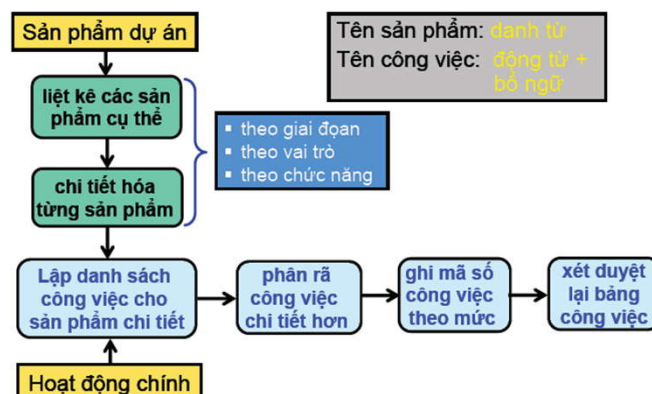 Sản phẩm dự án
Tên sản phẩm: danh từ
Tên công việc: động từ +
bổ ngữ
liệt kê các sản
phẩm cụ thể
▪ theo giai đọan
▪ theo vai trò
▪ theo chức năng
chi tiết hóa
từng sản phẩm
Lập danh sách
công việc cho
sản phẩm chi tiết
phân rã
công việc
chi tiết hơn
ghi mã số
công việc
theo mức
xét duyệt
lại bảng
công việc
Hoạt động chính